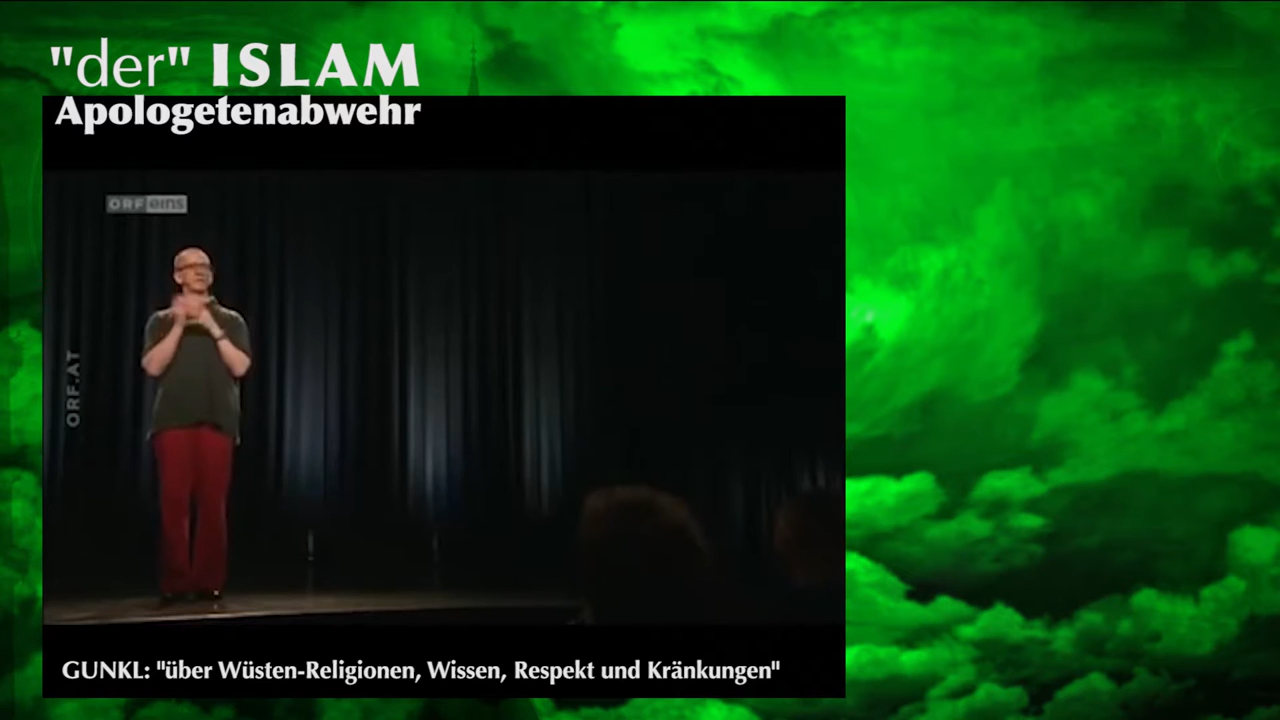 "der" ISLAM
Apologetenabwehr
ORF eins
ORF.AT
GUNKL: "über Wüsten-Religionen, Wissen, Respekt und Kränkungen"